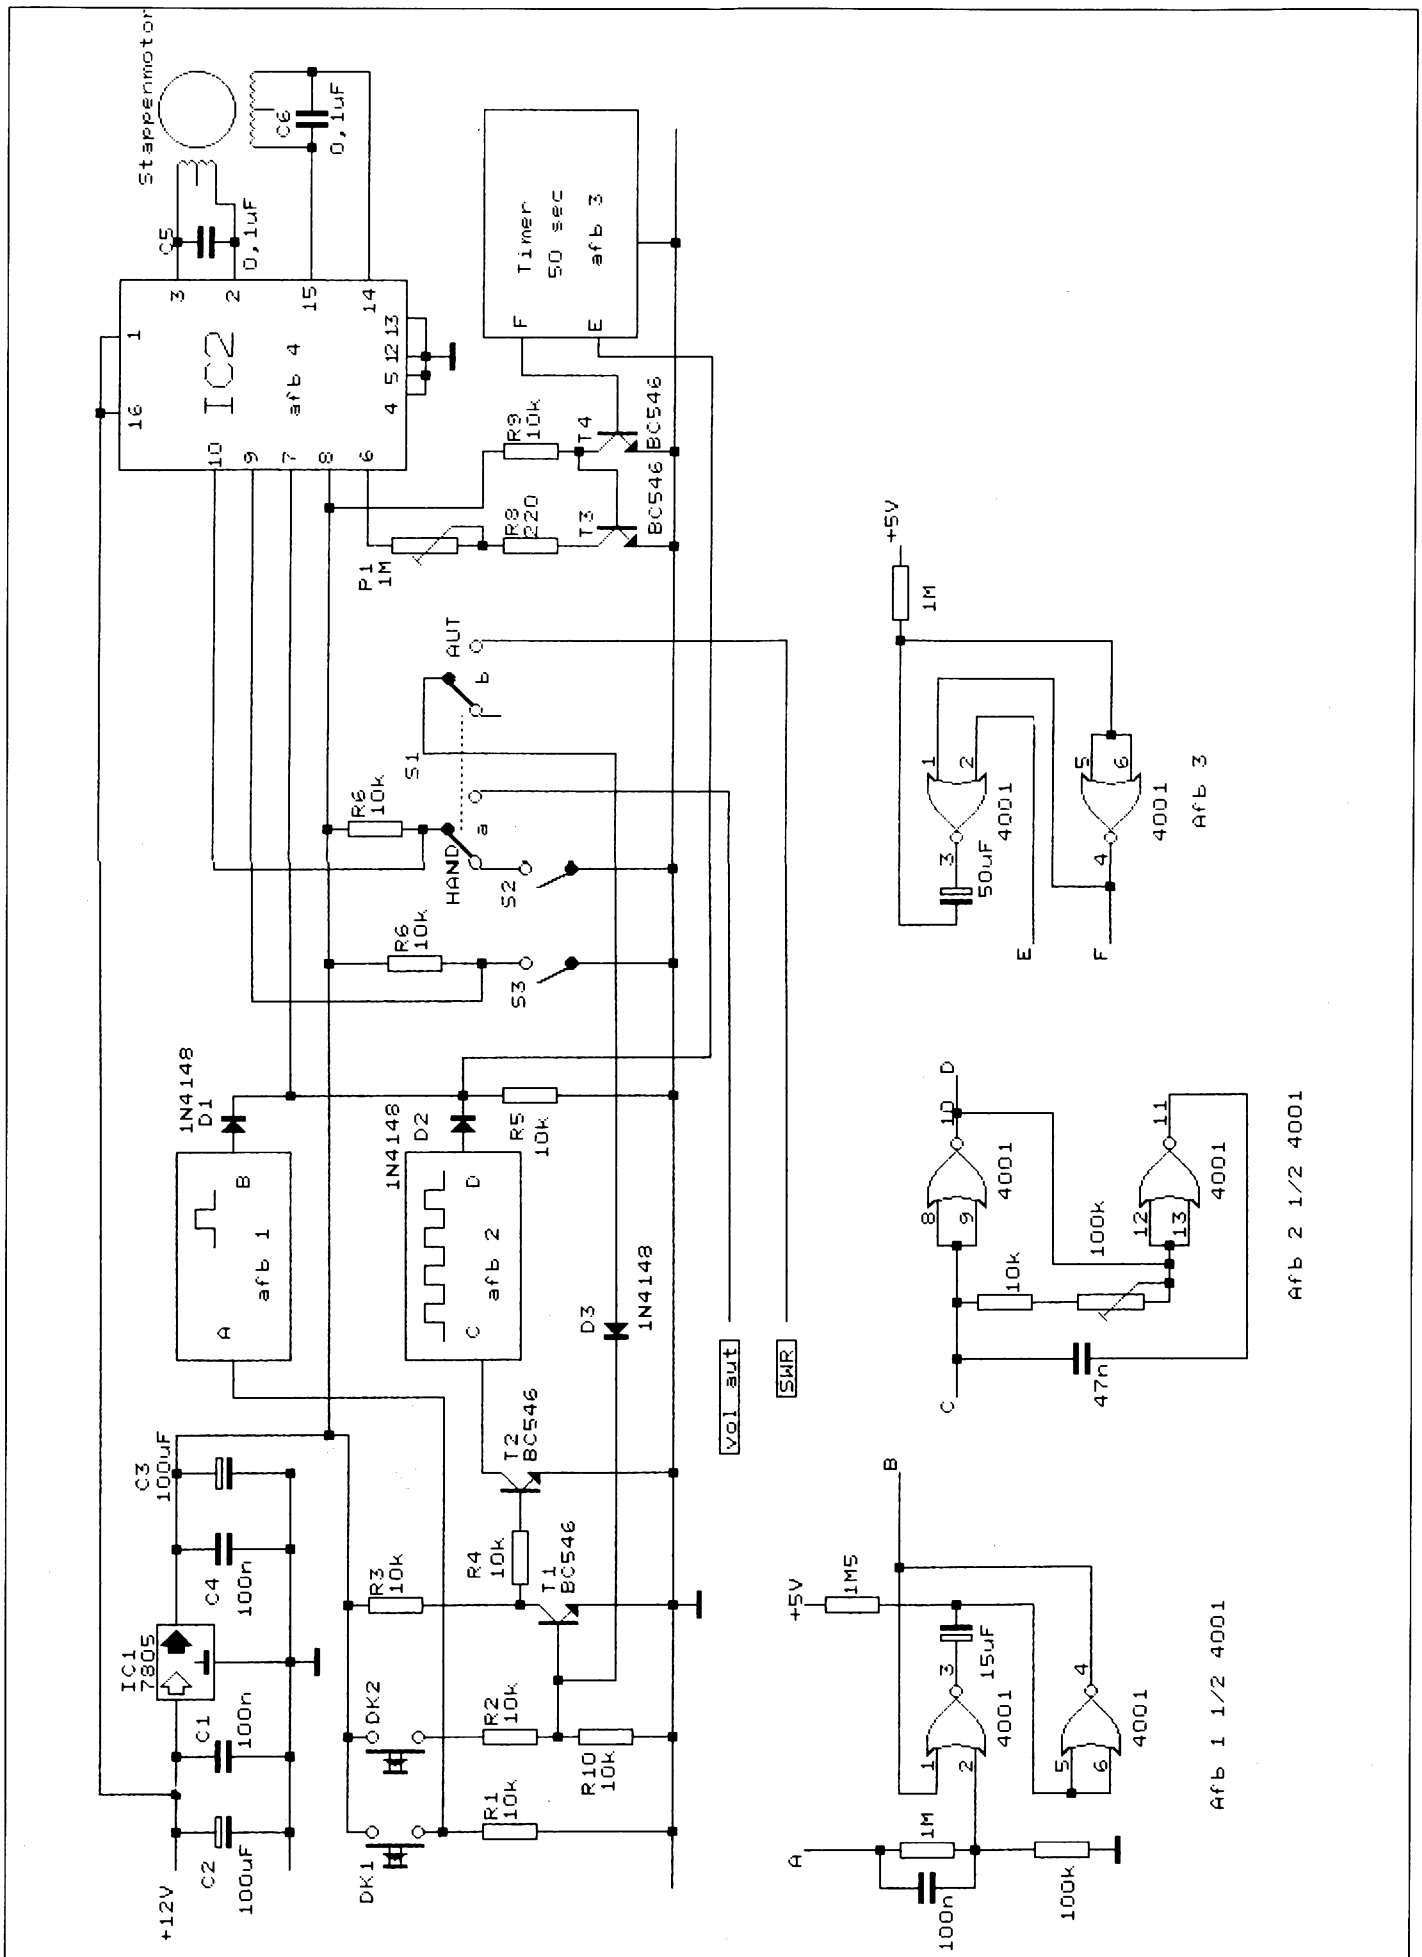 Stappenmotor
C5
0,1uF
C6
0,1uF
3
2
15
14
1
16
IC2
afb 4
10
9
7
8
6
4
5
12
13
Timer
50 sec
afb 3
F
E
R9
10k
T4
BC546
P1
1M
R8
220
T3
BC546
S1
AUT
b
R6
10k
HAND
a
S2
R6
10k
S3
1N4148
D1
A
B
afb 1
1N4148
D2
C
D
afb 2
R5
10k
D3
1N4148
IC1
7805
C3
100uF
C4
100n
C1
100n
C2
100uF
+12V
DK2
DK1
R3
10k
R4
10k
T2
BC546
T1
BC546
R2
10k
R10
10k
R1
10k
vol aut
SWR
A
100n
1M
100k
1
2
3
4001
15uF
+5V
1M5
B
5
6
4
4001
Afb 1 1/2 4001
C
47n
10k
100k
8
9
10
4001
D
12
13
11
4001
Afb 2 1/2 4001
E
F
50uF
3
1
2
4001
+5V
1M
4
5
6
4001
Afb 3